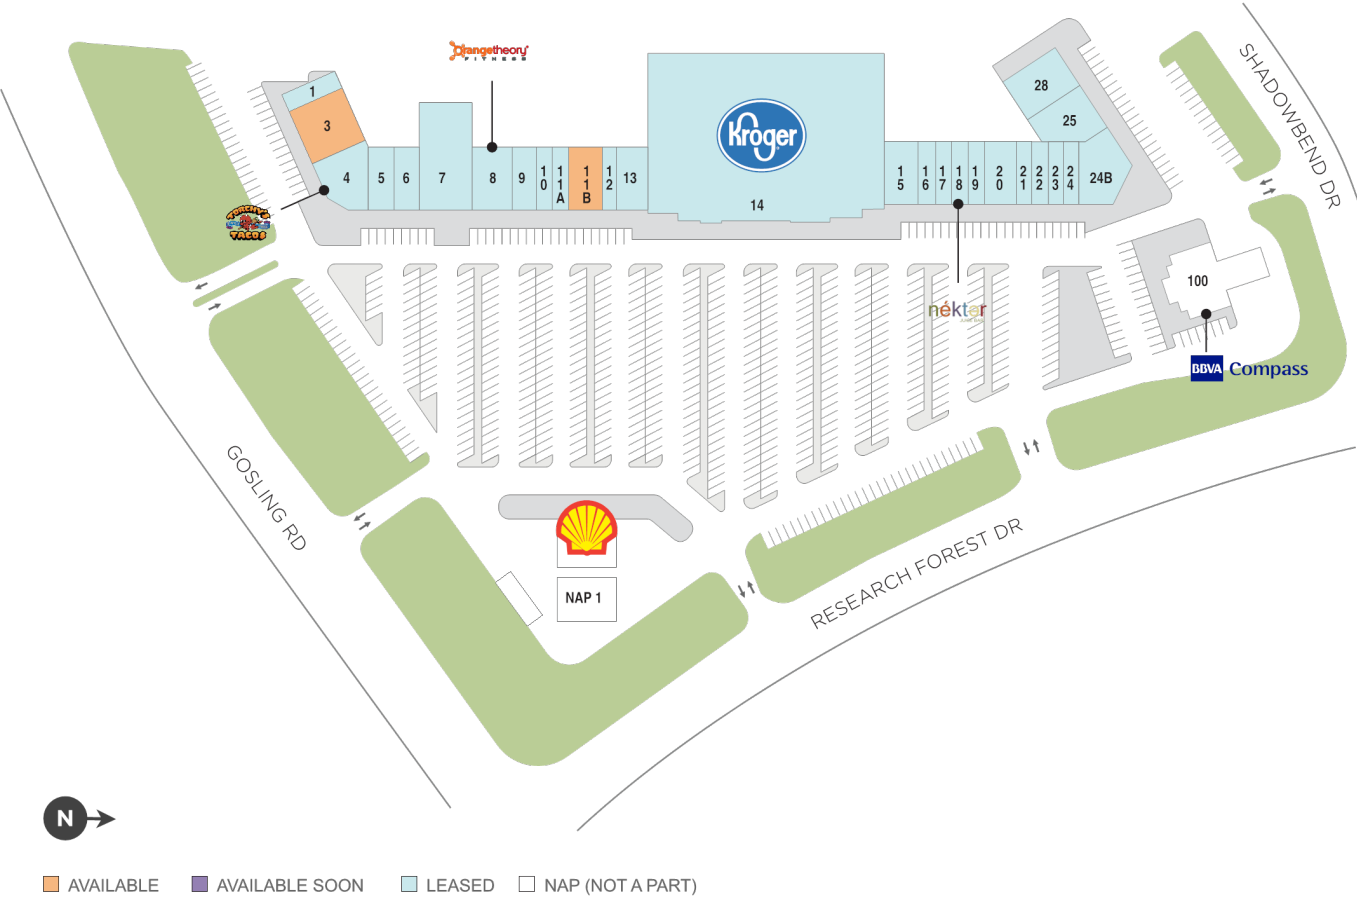 Orangetheory®
FITNESS
SHADOWBEND DR
1
28
3
25
Kroger
4
5
6
7
8
9
10
11A
11B
12
13
14
15
16
17
18
19
20
21
22
23
24
24B
TORCHY'S
TACOS
100
néktar
BBVA Compass
GOSLING RD
NAP 1
RESEARCH FOREST DR
N
AVAILABLE
AVAILABLE SOON
LEASED
NAP (NOT A PART)